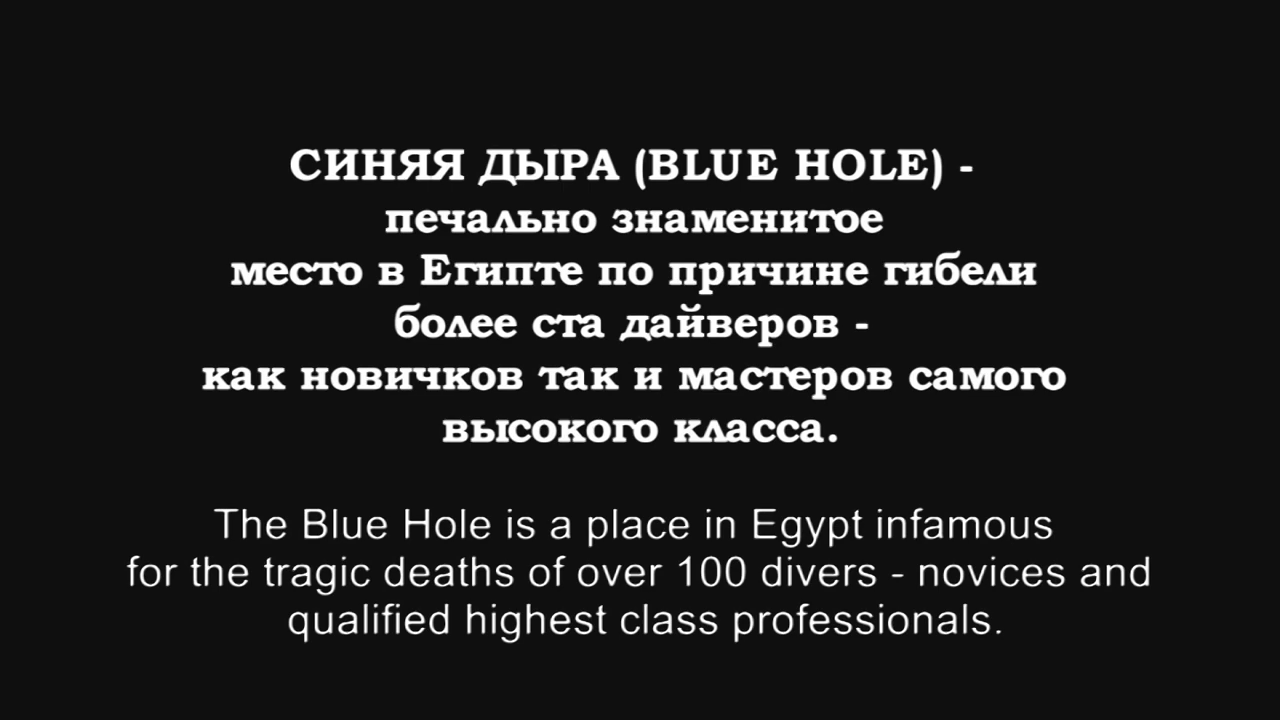 СИНЯЯ ДЫРА (BLUE HOLE) -
печально знаменитое
место в Египте по причине гибели
более ста дайверов -
как новичков так и мастеров самого
высокого класса.
The Blue Hole is a place in Egypt infamous
for the tragic deaths of over 100 divers - novices and
qualified highest class professionals.